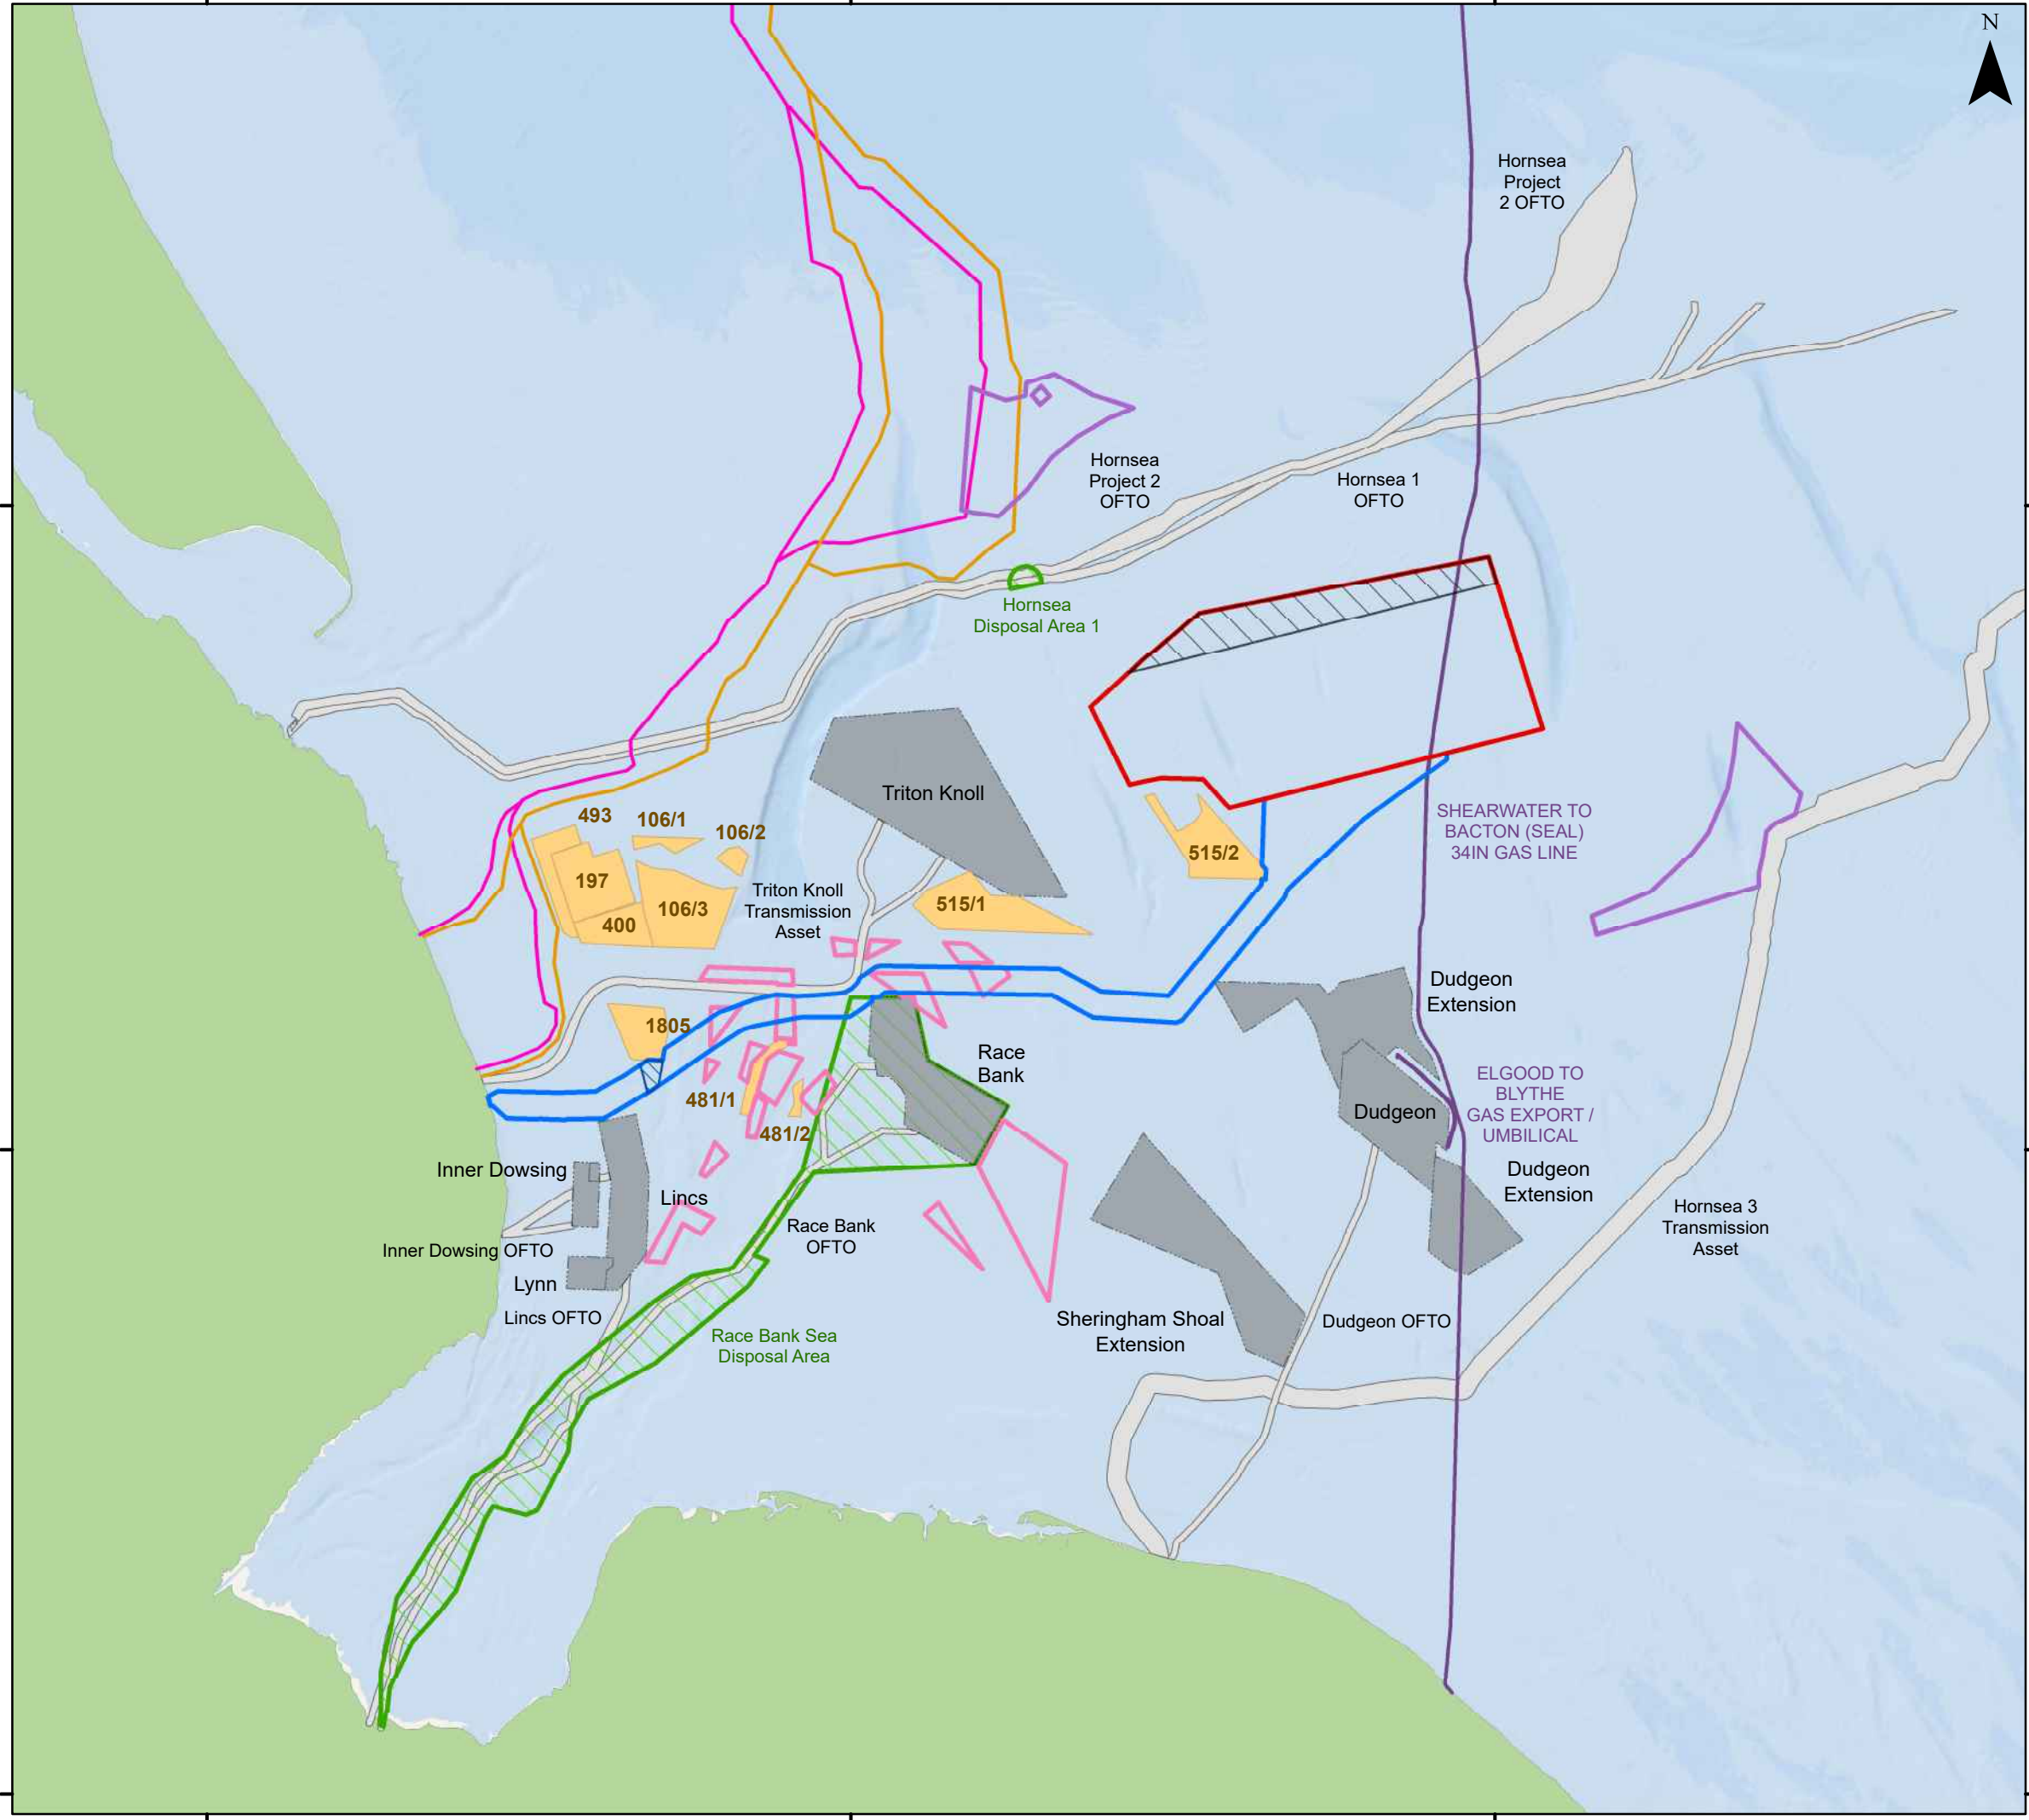 N
Hornsea
Project
2 OFTO
Hornsea
Project 2
OFTO
Hornsea 1
OFTO
Hornsea
Disposal Area 1
Triton Knoll
493
106/1
106/2
197
400
106/3
Triton Knoll
Transmission
Asset
515/1
515/2
SHEARWATER TO
BACTON (SEAL)
34IN GAS LINE
Dudgeon
Extension
1805
Race
Bank
481/1
481/2
Dudgeon
ELGOOD TO
BLYTHE
GAS EXPORT /
UMBILICAL
Dudgeon
Extension
Inner Dowsing
Lincs
Inner Dowsing OFTO
Lynn
Lincs OFTO
Race Bank
OFTO
Race Bank Sea
Disposal Area
Sheringham Shoal
Extension
Dudgeon OFTO
Hornsea 3
Transmission
Asset